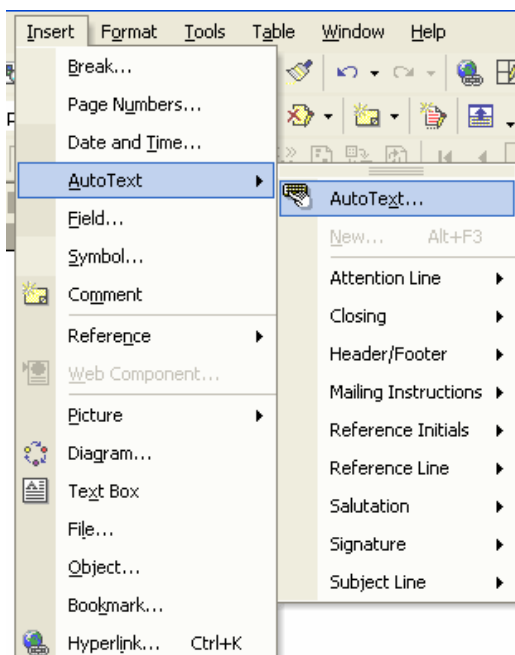 Insert Format Tools Table Window Help
Break...
Page Numbers...
Date and Time...
AutoText
Field...
Symbol...
Comment
Reference
Web Component...
Picture
Diagram...
Text Box
File...
Object...
Bookmark...
Hyperlink... Ctrl+K
AutoText...
New... Alt+F3
Attention Line
Closing
Header/Footer
Mailing Instructions
Reference Initials
Reference Line
Salutation
Signature
Subject Line